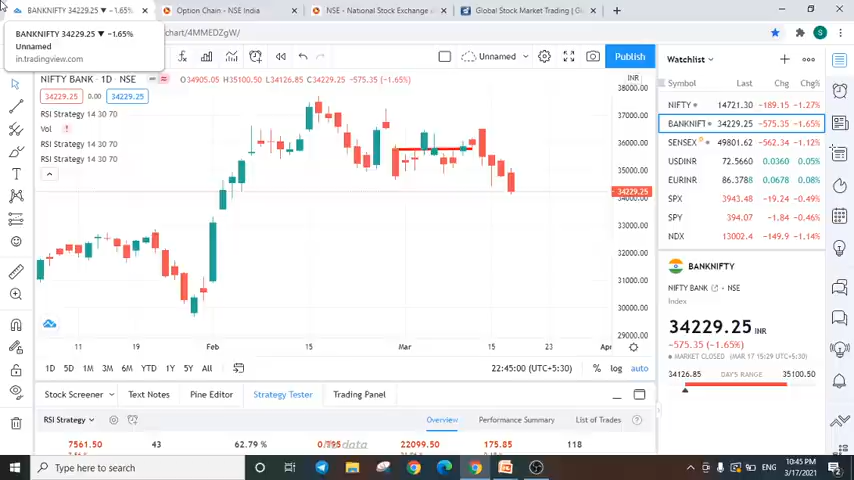 BANKNIFTY 34229.25 ▼ −1.65%
Option Chain - NSE India
NSE - National Stock Exchange
Global Stock Market Trading | 
BANKNIFTY 34229.25 ▼ −1.65%
Unnamed
in.tradingview.com
chart/4MMEDZgW/
Unnamed
Publish
Watchlist
NIFTY BANK · 1D · NSE
O34905.05 H35100.50 L34126.85 C34229.25 −575.35 (−1.65%)
34229.25 0.00 34229.25
RSI Strategy 14 30 70
Vol
RSI Strategy 14 30 70
RSI Strategy 14 30 70
INR
38000.00
37000.00
36000.00
35000.00
34229.25
34000.00
33000.00
32000.00
31000.00
30000.00
29000.00
11 19 Feb 15 Mar 15 23 Apr
Symbol Last Chg Chg%
NIFTY 14721.30 −189.15 −1.27%
BANKNIFT 34229.25 −575.35 −1.65%
SENSEX 49801.62 −562.34 −1.12%
USDINR 72.5660 0.0360 0.05%
EURINR 86.3788 0.0678 0.08%
SPX 3943.48 −19.24 −0.49%
SPY 394.07 −1.84 −0.46%
NDX 13002.4 −149.9 −1.14%
BANKNIFTY
NIFTY BANK · NSE
Index
34229.25 INR
−575.35 (−1.65%)
MARKET CLOSED (MAR 17 15:29 UTC+5:30)
34126.85 DAY'S RANGE 35100.50
1D 5D 1M 3M 6M YTD 1Y 5Y All
22:45:00 (UTC+5:30) % log auto
Stock Screener Text Notes Pine Editor Strategy Tester Trading Panel
RSI Strategy
Overview Performance Summary List of Trades
7561.50 43 62.79 % 22099.50 175.85 118
Type here to search
ENG
10:45 PM
3/17/2021